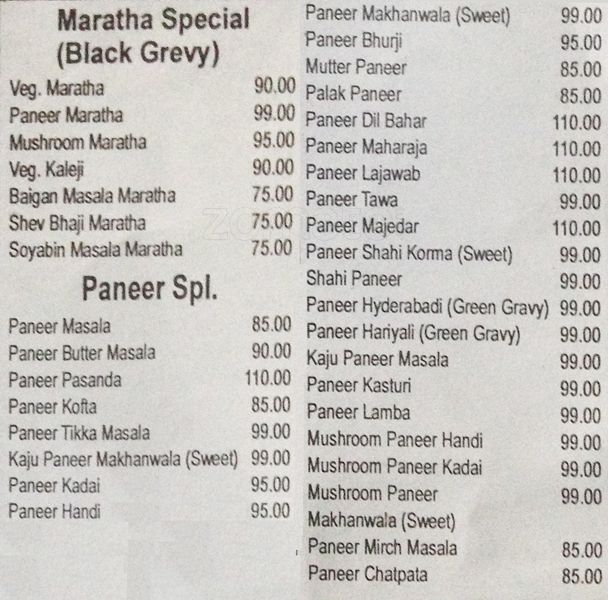 Maratha Special
(Black Grevy)
Veg. Maratha 90.00
Paneer Maratha 99.00
Mushroom Maratha 95.00
Veg. Kaleji 90.00
Baigan Masala Maratha 75.00
Shev Bhaji Maratha 75.00
Soyabin Masala Maratha 75.00
Paneer Spl.
Paneer Masala 85.00
Paneer Butter Masala 90.00
Paneer Pasanda 110.00
Paneer Kofta 85.00
Paneer Tikka Masala 99.00
Kaju Paneer Makhanwala (Sweet) 99.00
Paneer Kadai 95.00
Paneer Handi 95.00
Paneer Makhanwala (Sweet) 99.00
Paneer Bhurji 95.00
Mutter Paneer 85.00
Palak Paneer 85.00
Paneer Dil Bahar 110.00
Paneer Maharaja 110.00
Paneer Lajawab 110.00
Paneer Tawa 99.00
Paneer Majedar 110.00
Paneer Shahi Korma (Sweet) 99.00
Shahi Paneer 99.00
Paneer Hyderabadi (Green Gravy) 99.00
Paneer Hariyali (Green Gravy) 99.00
Kaju Paneer Masala 99.00
Paneer Kasturi 99.00
Paneer Lamba 99.00
Mushroom Paneer Handi 99.00
Mushroom Paneer Kadai 99.00
Mushroom Paneer 99.00
Makhanwala (Sweet)
Paneer Mirch Masala 85.00
Paneer Chatpata 85.00